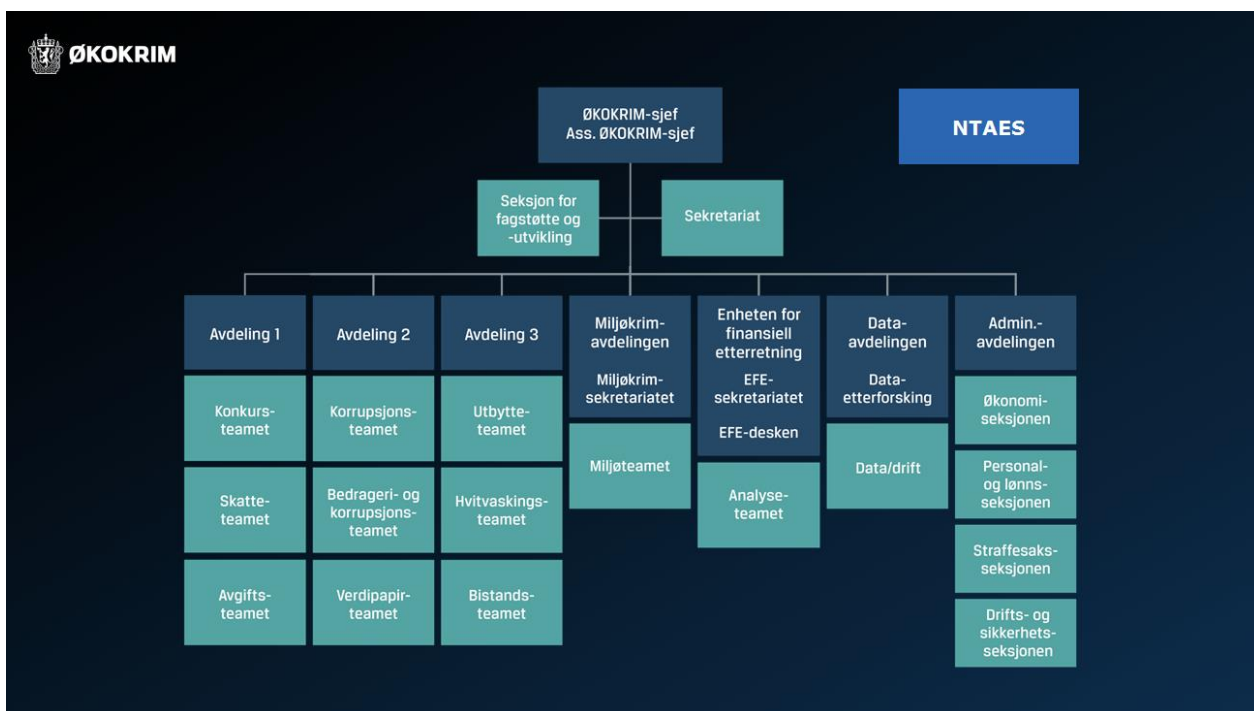 ØKOKRIM
ØKOKRIM-sjef
Ass. ØKOKRIM-sjef
NTAES
Seksjon for
fagstøtte og
-utvikling
Sekretariat
Avdeling 1
Konkurs-
teamet
Skatte-
teamet
Avgifts-
teamet
Avdeling 2
Korrupsjons-
teamet
Bedrageri- og
korrupsjons-
teamet
Verdipapir-
teamet
Avdeling 3
Utbytte-
teamet
Hvitvaskings-
teamet
Bistands-
teamet
Miljøkrim-
avdelingen
Miljøkrim-
sekretariatet
Miljøteamet
Enheten for
finansiell
etterretning
EFE-
sekretariatet
EFE-desken
Analyse-
teamet
Data-
avdelingen
Data-
etterforsking
Data/drift
Admin.-
avdelingen
Økonomi-
seksjonen
Personal-
og lønns-
seksjonen
Straffesaks-
seksjonen
Drifts- og
sikkerhets-
seksjonen